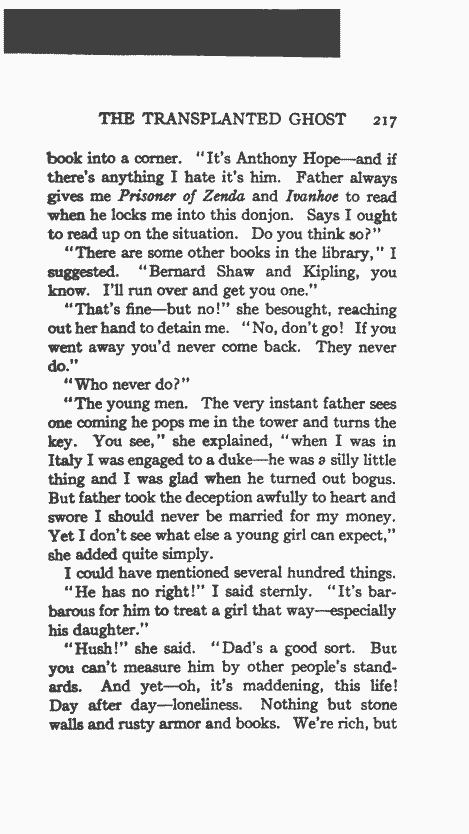 THE TRANSPLANTED GHOST 217
book into a corner. "It's Anthony Hope—and if
there's anything I hate it's him. Father always
gives me Prisoner of Zenda and Ivanhoe to read
when he locks me into this donjon. Says I ought
to read up on the situation. Do you think so?"
"There are some other books in the library," I
suggested. "Bernard Shaw and Kipling, you
know. I'll run over and get you one."
"That's fine—but no!" she besought, reaching
out her hand to detain me. "No, don't go! If you
went away you'd never come back. They never
do."
"Who never do?"
"The young men. The very instant father sees
one coming he pops me in the tower and turns the
key. You see," she explained, "when I was in
Italy I was engaged to a duke—he was a silly little
thing and I was glad when he turned out bogus.
But father took the deception awfully to heart and
swore I should never be married for my money.
Yet I don't see what else a young girl can expect,"
she added quite simply.
I could have mentioned several hundred things.
"He has no right!" I said sternly. "It's bar-
barous for him to treat a girl that way—especially
his daughter."
"Hush!" she said. "Dad's a good sort. But
you can't measure him by other people's stand-
ards. And yet—oh, it's maddening, this life!
Day after day—loneliness. Nothing but stone
walls and rusty armor and books. We're rich, but